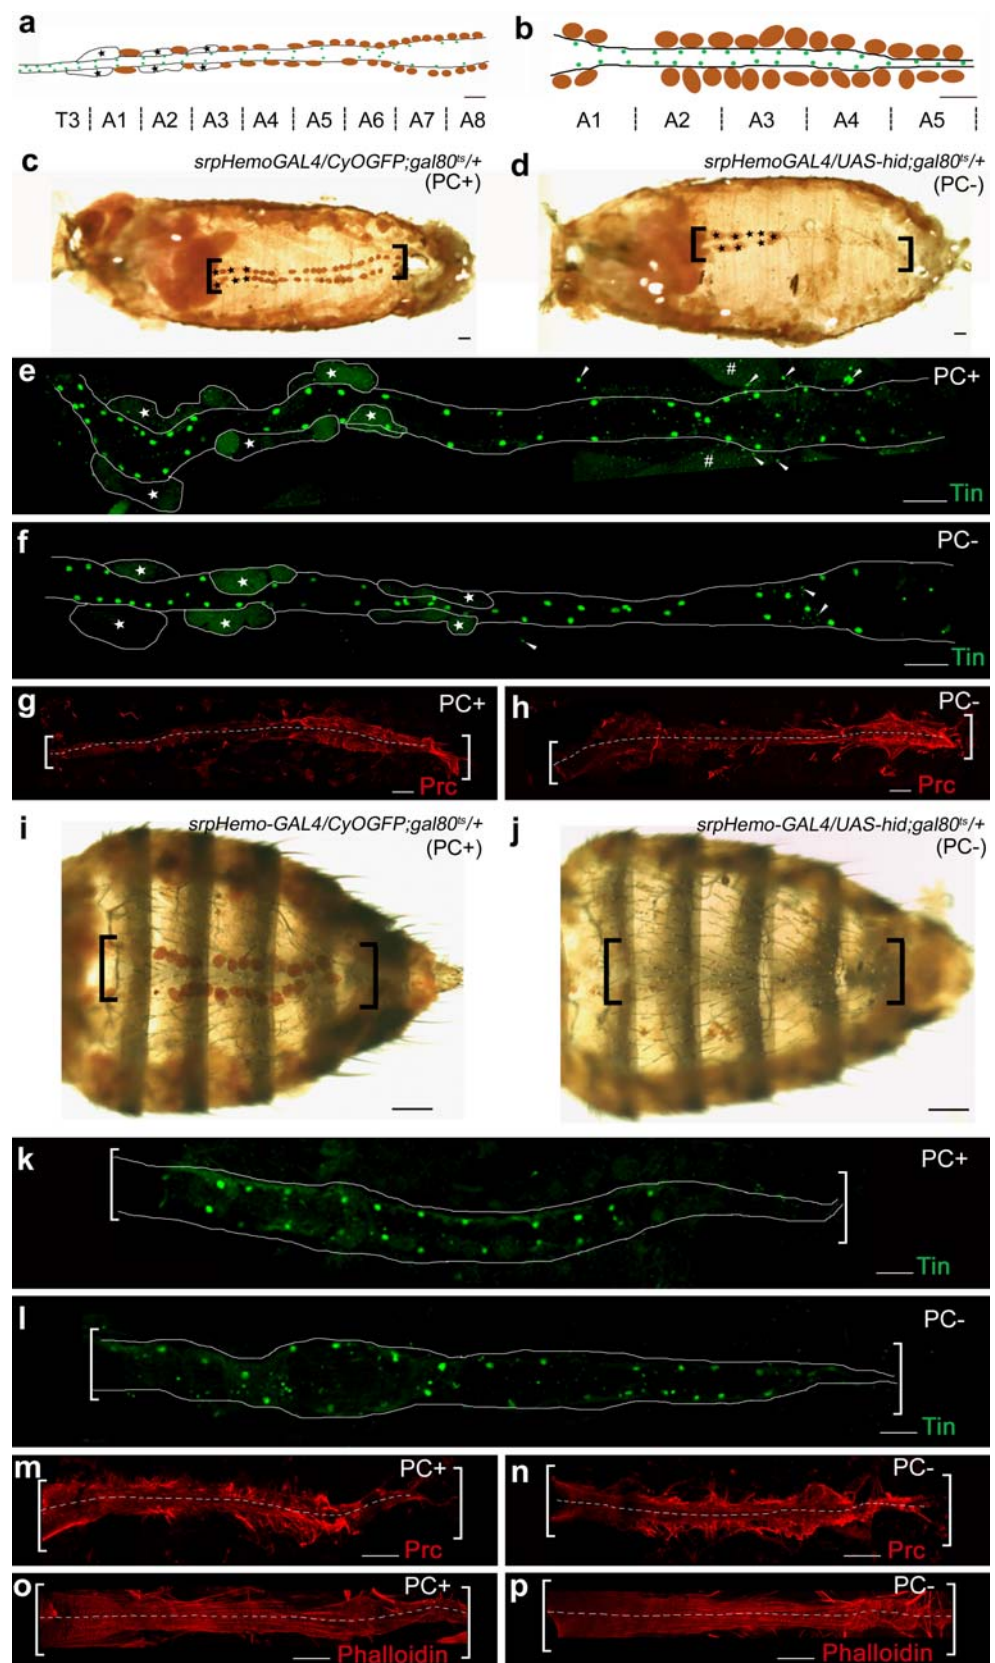 a
b
T3 A1 A2 A3 A4 A5 A6 A7 A8
A1 A2 A3 A4 A5
c srpHemoGAL4/CyOGFP;gal80ts/+
(PC+)
d srpHemoGAL4/UAS-hid;gal80ts/+
(PC-)
e PC+
#
#
Tin
f PC-
Tin
g PC+
Prc
h PC-
Prc
i srpHemo-GAL4/CyOGFP;gal80ts/+
(PC+)
j srpHemo-GAL4/UAS-hid;gal80ts/+
(PC-)
k PC+
Tin
l PC-
Tin
m PC+
Prc
n PC-
Prc
o PC+
Phalloidin
p PC-
Phalloidin